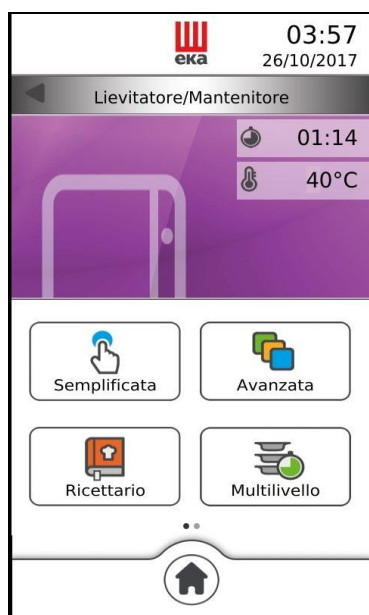 eka
03:57
26/10/2017
Lievitatore/Mantenitore
01:14
40°C
Semplificata
Avanzata
Ricettario
Multilivello